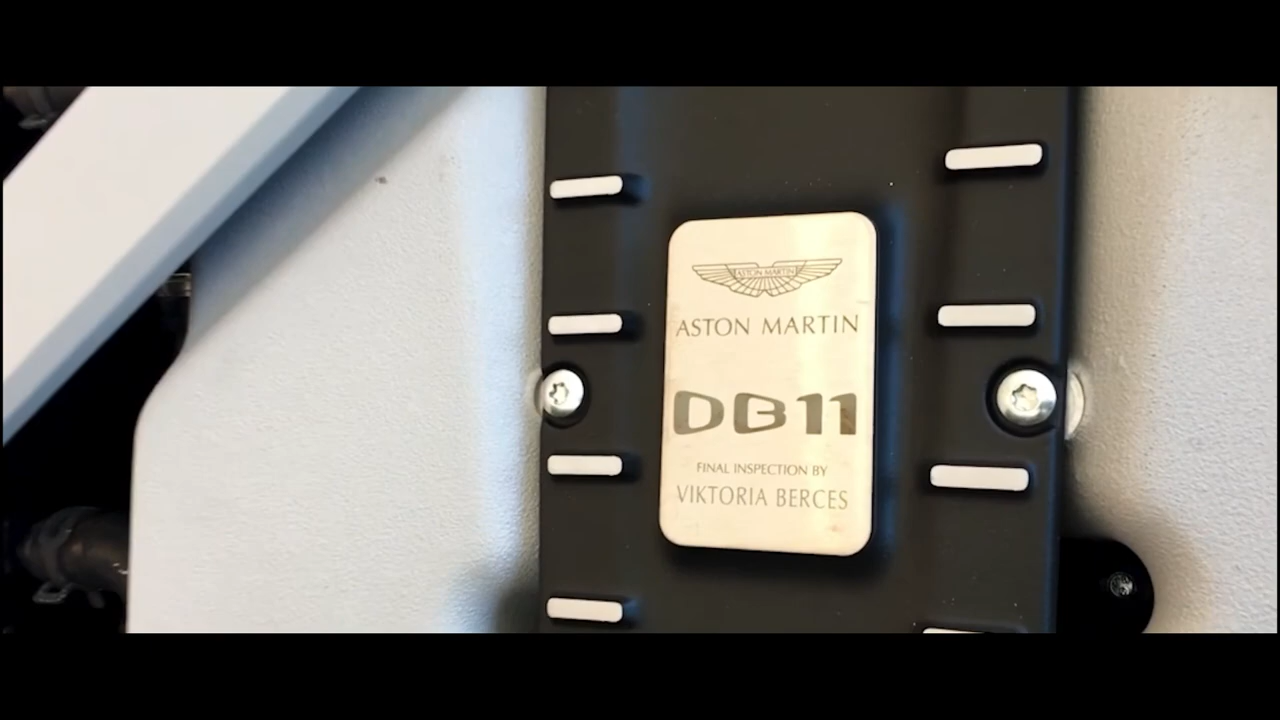 ASTON MARTIN
ASTON MARTIN
DB11
FINAL INSPECTION BY
VIKTORIA BERCES